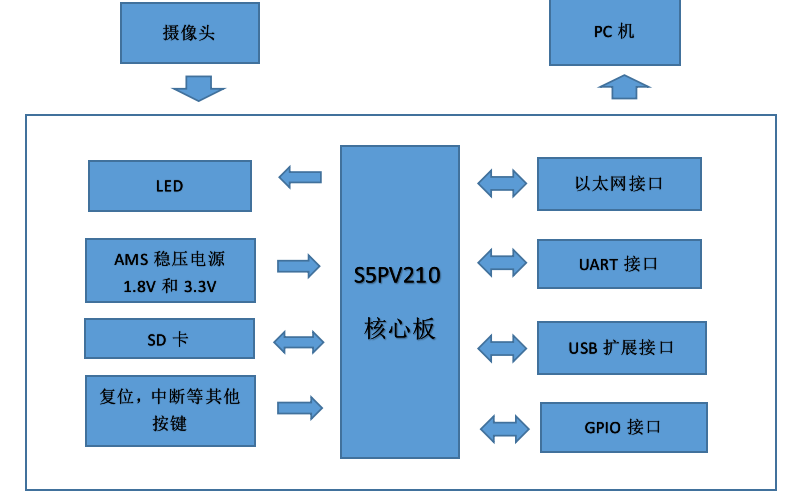 摄像头
PC 机
LED
AMS 稳压电源
1.8V 和 3.3V
SD 卡
复位，中断等其他
按键
S5PV210
核心板
以太网接口
UART 接口
USB 扩展接口
GPIO 接口